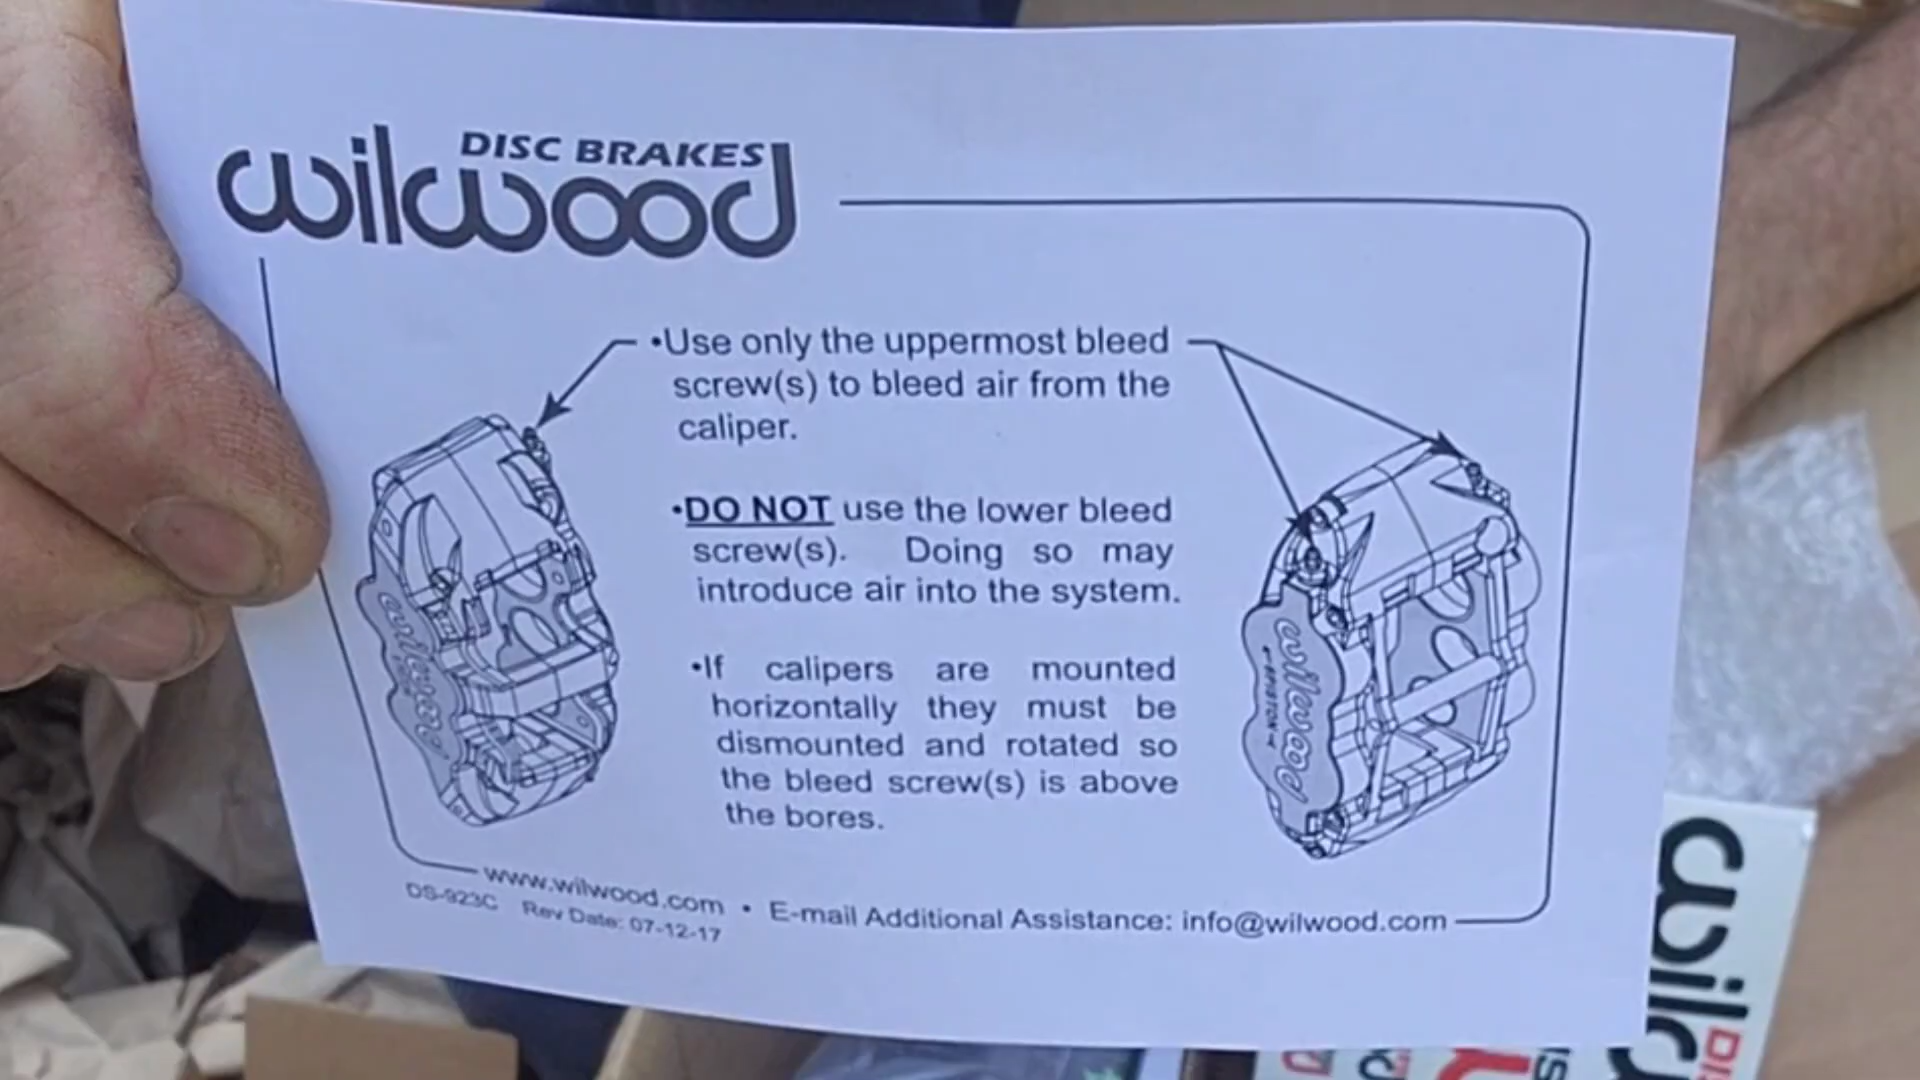 DISC BRAKES
wilwood
•Use only the uppermost bleed
screw(s) to bleed air from the
caliper.
•DO NOT use the lower bleed
screw(s). Doing so may
introduce air into the system.
•If calipers are mounted
horizontally they must be
dismounted and rotated so
the bleed screw(s) is above
the bores.
wilwood
wilwood
4 PISTON
www.wilwood.com • E-mail Additional Assistance: info@wilwood.com
DS-923C Rev Date: 07-12-17